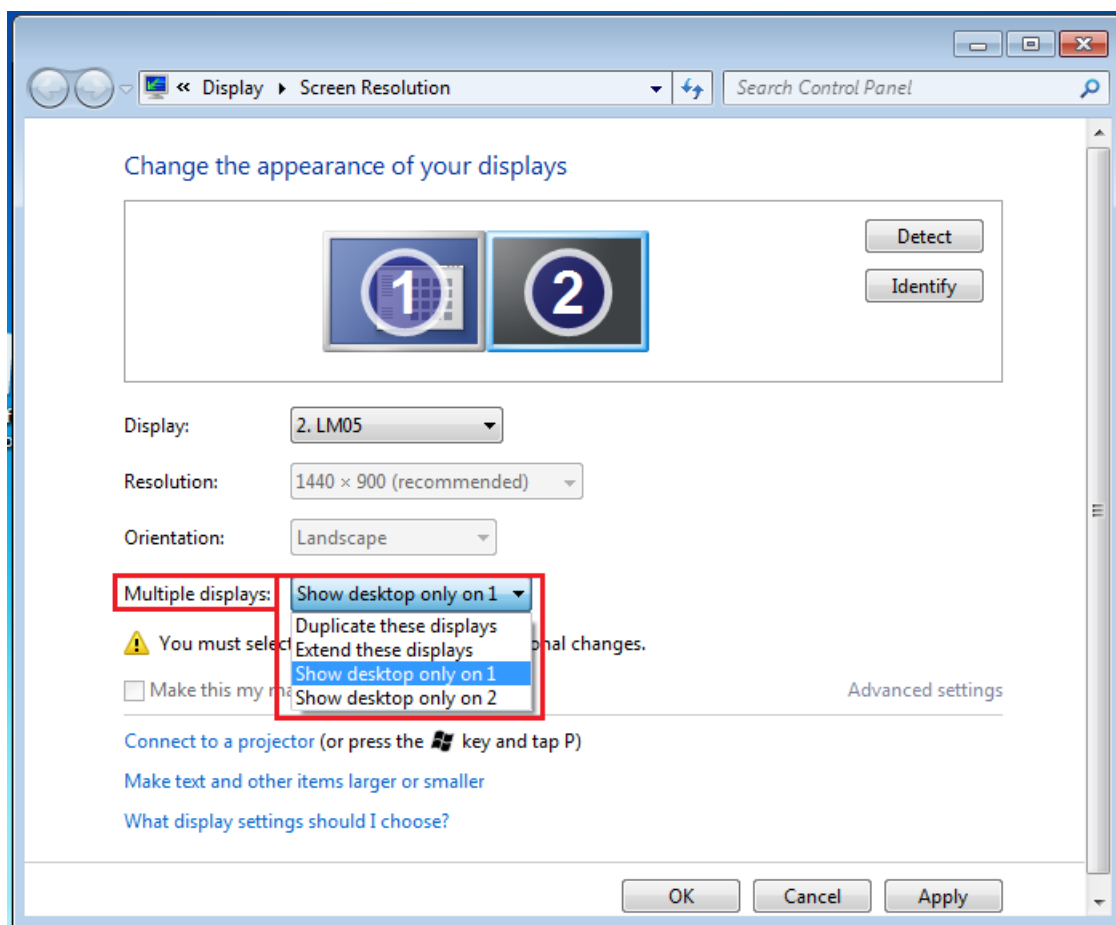 « Display ▸ Screen Resolution
Search Control Panel
Change the appearance of your displays
1
2
Detect
Identify
Display: 2. LM05
Resolution: 1440 × 900 (recommended)
Orientation: Landscape
Multiple displays: Show desktop only on 1
Duplicate these displays
Extend these displays
Show desktop only on 1
Show desktop only on 2
You must select onal changes.
Make this my
Advanced settings
Connect to a projector (or press the key and tap P)
Make text and other items larger or smaller
What display settings should I choose?
OK Cancel Apply